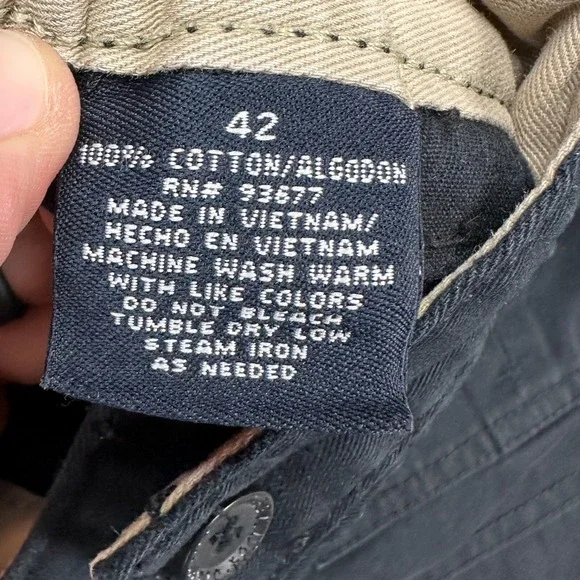 42
100% COTTON/ALGODON
RN# 93677
MADE IN VIETNAM/
HECHO EN VIETNAM
MACHINE WASH WARM
WITH LIKE COLORS
DO NOT BLEACH
TUMBLE DRY LOW
STEAM IRON
AS NEEDED